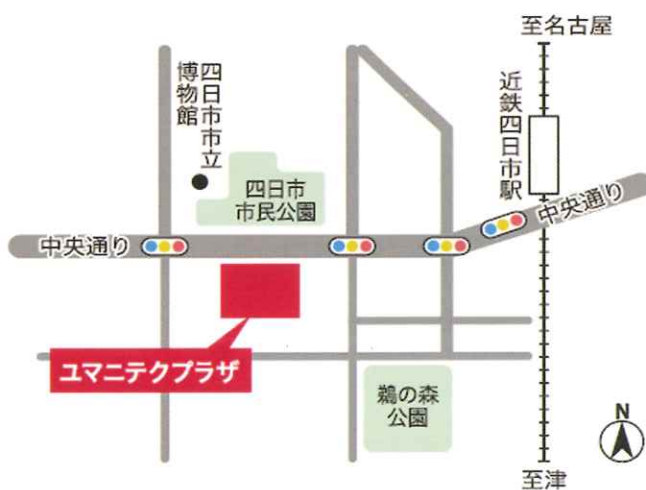 至名古屋
近鉄四日市駅
四日市市立
博物館
四日市
市民公園
中央通り
中央通り
ユマニテクプラザ
鵜の森
公園
N
至津